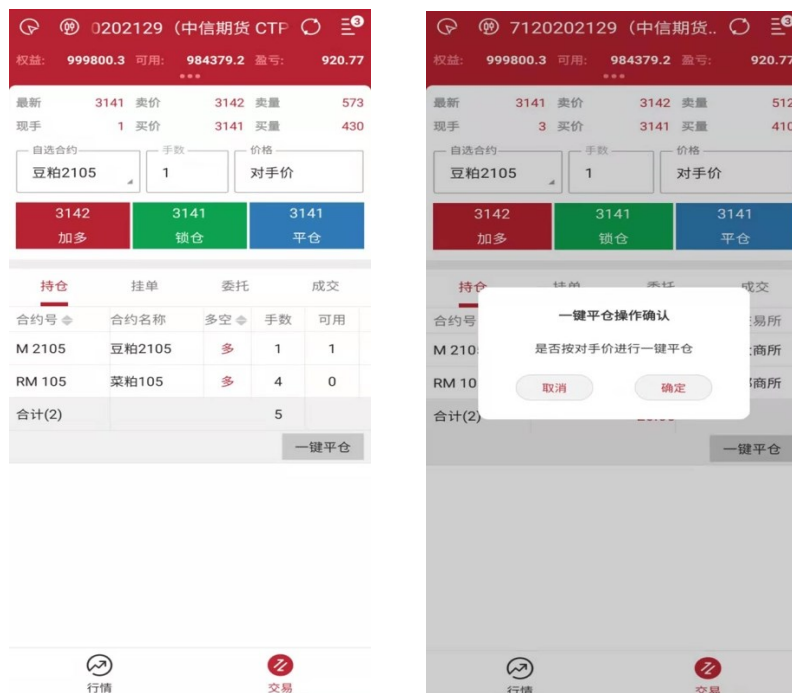 0202129（中信期货 CTP
3
权益: 999800.3 可用: 984379.2 盈亏: 920.77
最新 3141 卖价 3142 卖量 573
现手 1 买价 3141 买量 430
自选合约 手数 价格
豆粕2105 1 对手价
3142 3141 3141
加多 锁仓 平仓
持仓 挂单 委托 成交
合约号 合约名称 多空 手数 可用
M 2105 豆粕2105 多 1 1
RM 105 菜粕105 多 4 0
合计(2) 5
一键平仓
行情 交易
7120202129（中信期货..
3
权益: 999800.3 可用: 984379.2 盈亏: 920.77
最新 3141 卖价 3142 卖量 512
现手 3 买价 3141 买量 410
自选合约 手数 价格
豆粕2105 1 对手价
3142 3141 3141
加多 锁仓 平仓
持仓 挂单 委托 成交
一键平仓操作确认
合约号 易所
是否按对手价进行一键平仓
M 210 商所
取消 确定
RM 10 商所
合计(2)
一键平仓
行情 交易